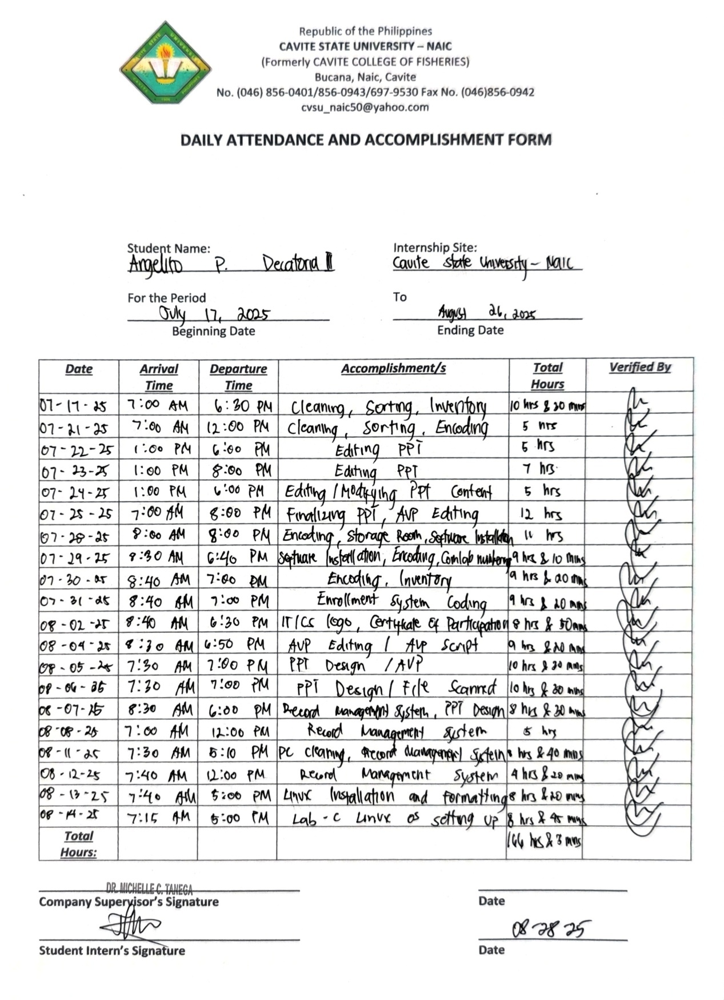 Republic of the Philippines
CAVITE STATE UNIVERSITY – NAIC
(Formerly CAVITE COLLEGE OF FISHERIES)
Bucana, Naic, Cavite
No. (046) 856-0401/856-0943/697-9530 Fax No. (046)856-0942
cvsu_naic50@yahoo.com
DAILY ATTENDANCE AND ACCOMPLISHMENT FORM
Student Name: Internship Site:
Angelito P. Decatoria II Cavite State University – Naic
For the Period To
July 17, 2025 August 26, 2025
Beginning Date Ending Date
Date Arrival Time Departure Time Accomplishment/s Total Hours Verified By
07-17-25 7:00 AM 6:30 PM Cleaning, Sorting, Inventory 10 hrs & 30 mns
07-21-25 7:00 AM 12:00 PM Cleaning, Sorting, Encoding 5 hrs
07-22-25 1:00 PM 6:00 PM Editing PPT 5 hrs
07-23-25 1:00 PM 8:00 PM Editing PPT 7 hrs
07-24-25 1:00 PM 6:00 PM Editing / Modifying PPT Content 5 hrs
07-25-25 7:00 AM 8:00 PM Finalizing PPT, AVP Editing 12 hrs
07-28-25 8:00 AM 8:00 PM Encoding, Storage Room, Software Installation 11 hrs
07-29-25 8:30 AM 6:40 PM Software Installation, Encoding, Comlab numbering 9 hrs & 10 mns
07-30-25 8:40 AM 7:00 PM Encoding, Inventory 9 hrs & 20 mns
07-31-25 8:40 AM 7:00 PM Enrollment System Coding 9 hrs & 20 mns
08-02-25 8:40 AM 6:30 PM IT/CS logo, Certificate of Participation 8 hrs & 50 mns
08-04-25 8:30 AM 6:50 PM AVP Editing / AVP Script 9 hrs & 20 mns
08-05-25 7:30 AM 7:00 PM PPT Design / AVP 10 hrs & 30 mns
08-06-25 7:30 AM 7:00 PM PPT Design / File Scanned 10 hrs & 30 mns
08-07-25 8:30 AM 6:00 PM Record Management System, PPT Design 8 hrs & 30 mns
08-08-25 7:00 AM 12:00 PM Record Management System 5 hrs
08-11-25 7:30 AM 5:10 PM PC Cleaning, Record Management System 8 hrs & 40 mns
08-12-25 7:40 AM 12:00 PM Record Management System 4 hrs & 20 mns
08-13-25 7:40 AM 5:00 PM Linux Installation and Formatting 8 hrs & 20 mns
08-14-25 7:15 AM 5:00 PM Lab-C Linux OS setting up 8 hrs & 45 mns
Total Hours: 166 hrs & 3 mns
DR. MICHELLE C. TANEGA
Company Supervisor's Signature Date
08-28-25
Student Intern's Signature Date